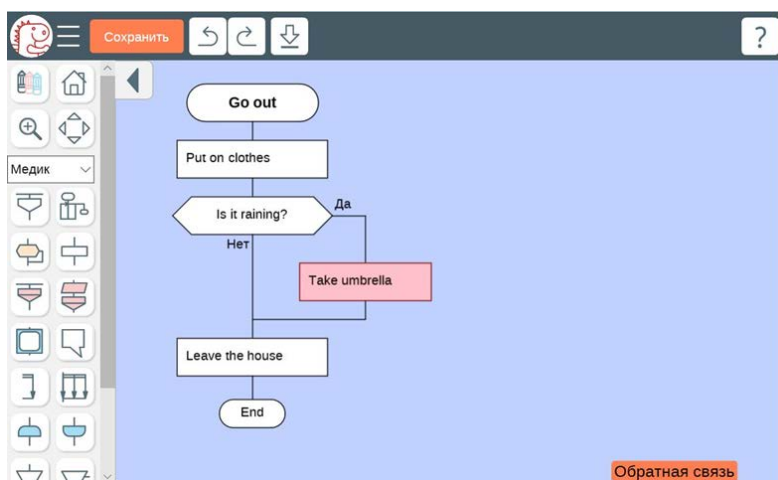 Сохранить
?
Медик
Go out
Put on clothes
Is it raining?
Да
Нет
Take umbrella
Leave the house
End
Обратная связь